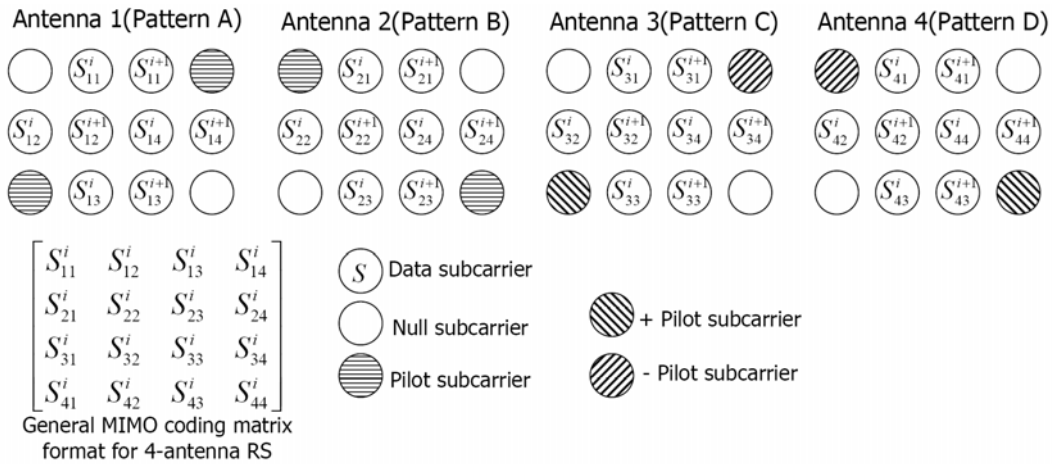 Antenna 1(Pattern A) Antenna 2(Pattern B) Antenna 3(Pattern C) Antenna 4(Pattern D)
S^i_11 S^{i+1}_11 S^i_21 S^{i+1}_21 S^i_31 S^{i+1}_31 S^i_41 S^{i+1}_41
S^i_12 S^{i+1}_12 S^i_14 S^{i+1}_14 S^i_22 S^{i+1}_22 S^i_24 S^{i+1}_24 S^i_32 S^{i+1}_32 S^i_34 S^{i+1}_34 S^i_42 S^{i+1}_42 S^i_44 S^{i+1}_44
S^i_13 S^{i+1}_13 S^i_23 S^{i+1}_23 S^i_33 S^{i+1}_33 S^i_43 S^{i+1}_43
S^i_11 S^i_12 S^i_13 S^i_14
S^i_21 S^i_22 S^i_23 S^i_24
S^i_31 S^i_32 S^i_33 S^i_34
S^i_41 S^i_42 S^i_43 S^i_44
General MIMO coding matrix
format for 4-antenna RS
S Data subcarrier
Null subcarrier
Pilot subcarrier
+ Pilot subcarrier
- Pilot subcarrier